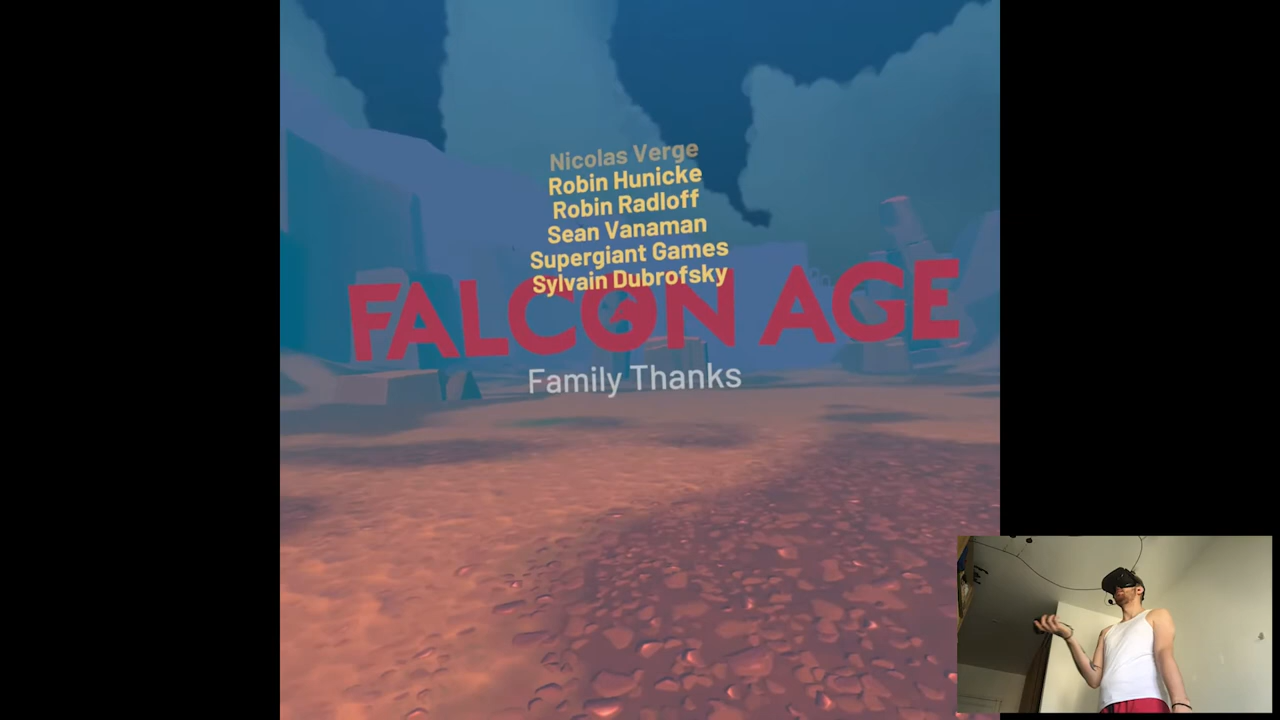 Nicolas Verge
Robin Hunicke
Robin Radloff
Sean Vanaman
Supergiant Games
Sylvain Dubrofsky
FALCON AGE
Family Thanks